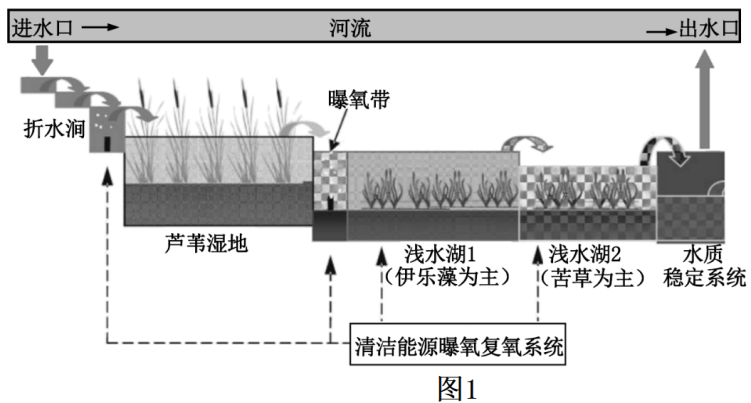 进水口
河流
出水口
折水涧
曝氧带
芦苇湿地
浅水湖1
(伊乐藻为主)
浅水湖2
(苦草为主)
水质
稳定系统
清洁能源曝氧复氧系统
图1